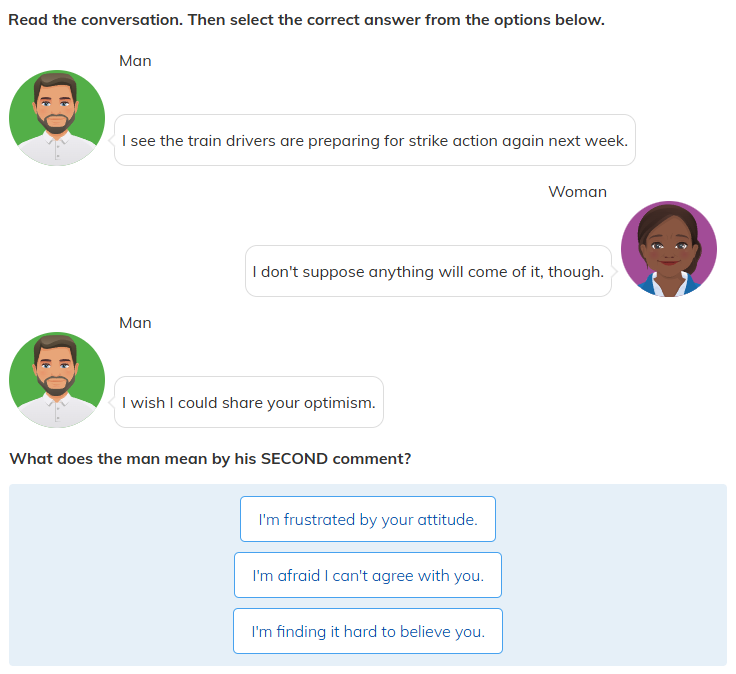 Read the conversation. Then select the correct answer from the options below.
Man
I see the train drivers are preparing for strike action again next week.
Woman
I don't suppose anything will come of it, though.
Man
I wish I could share your optimism.
What does the man mean by his SECOND comment?
I'm frustrated by your attitude.
I'm afraid I can't agree with you.
I'm finding it hard to believe you.